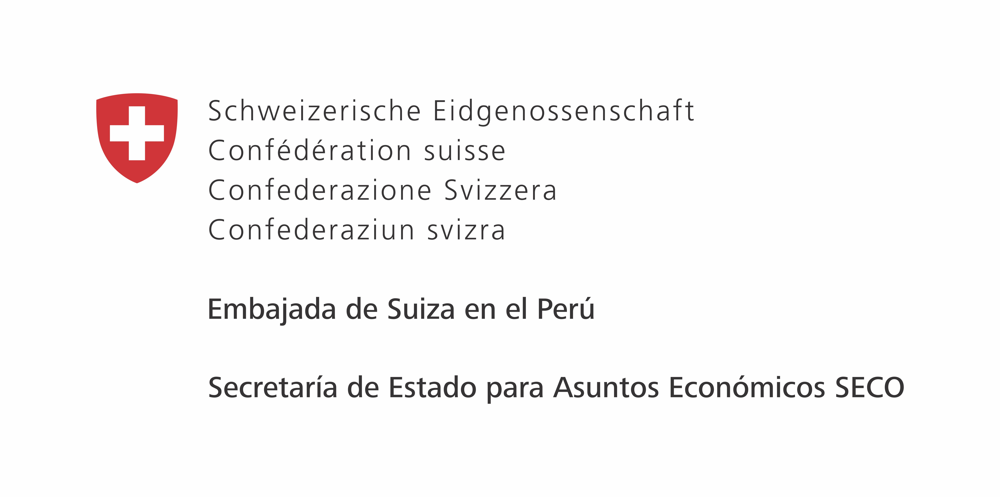 Schweizerische Eidgenossenschaft
Confédération suisse
Confederazione Svizzera
Confederaziun svizra
Embajada de Suiza en el Perú
Secretaría de Estado para Asuntos Económicos SECO